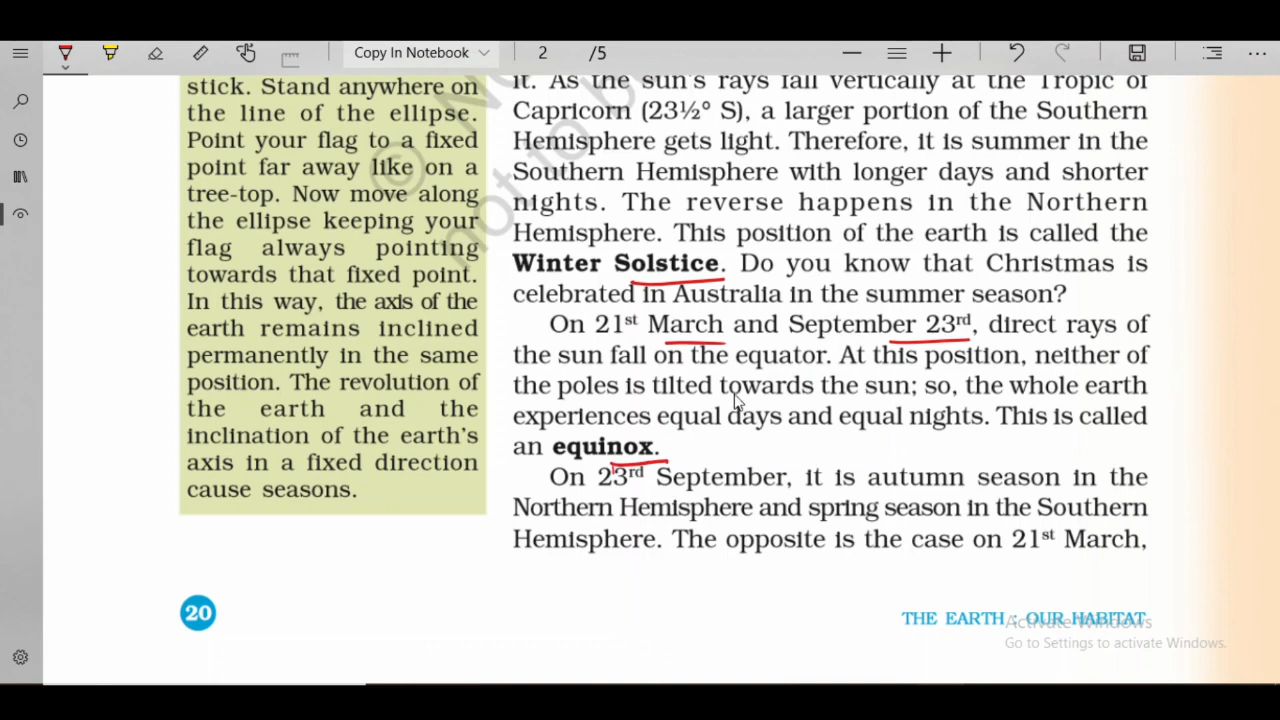 Copy In Notebook
2 /5
stick. Stand anywhere on
the line of the ellipse.
Point your flag to a fixed
point far away like on a
tree-top. Now move along
the ellipse keeping your
flag always pointing
towards that fixed point.
In this way, the axis of the
earth remains inclined
permanently in the same
position. The revolution of
the earth and the
inclination of the earth's
axis in a fixed direction
cause seasons.
it. As the sun's rays fall vertically at the Tropic of
Capricorn (23½° S), a larger portion of the Southern
Hemisphere gets light. Therefore, it is summer in the
Southern Hemisphere with longer days and shorter
nights. The reverse happens in the Northern
Hemisphere. This position of the earth is called the
Winter Solstice. Do you know that Christmas is
celebrated in Australia in the summer season?
On 21st March and September 23rd, direct rays of
the sun fall on the equator. At this position, neither of
the poles is tilted towards the sun; so, the whole earth
experiences equal days and equal nights. This is called
an equinox.
On 23rd September, it is autumn season in the
Northern Hemisphere and spring season in the Southern
Hemisphere. The opposite is the case on 21st March,
20
THE EARTH : OUR HABITAT
Activate Windows
Go to Settings to activate Windows.